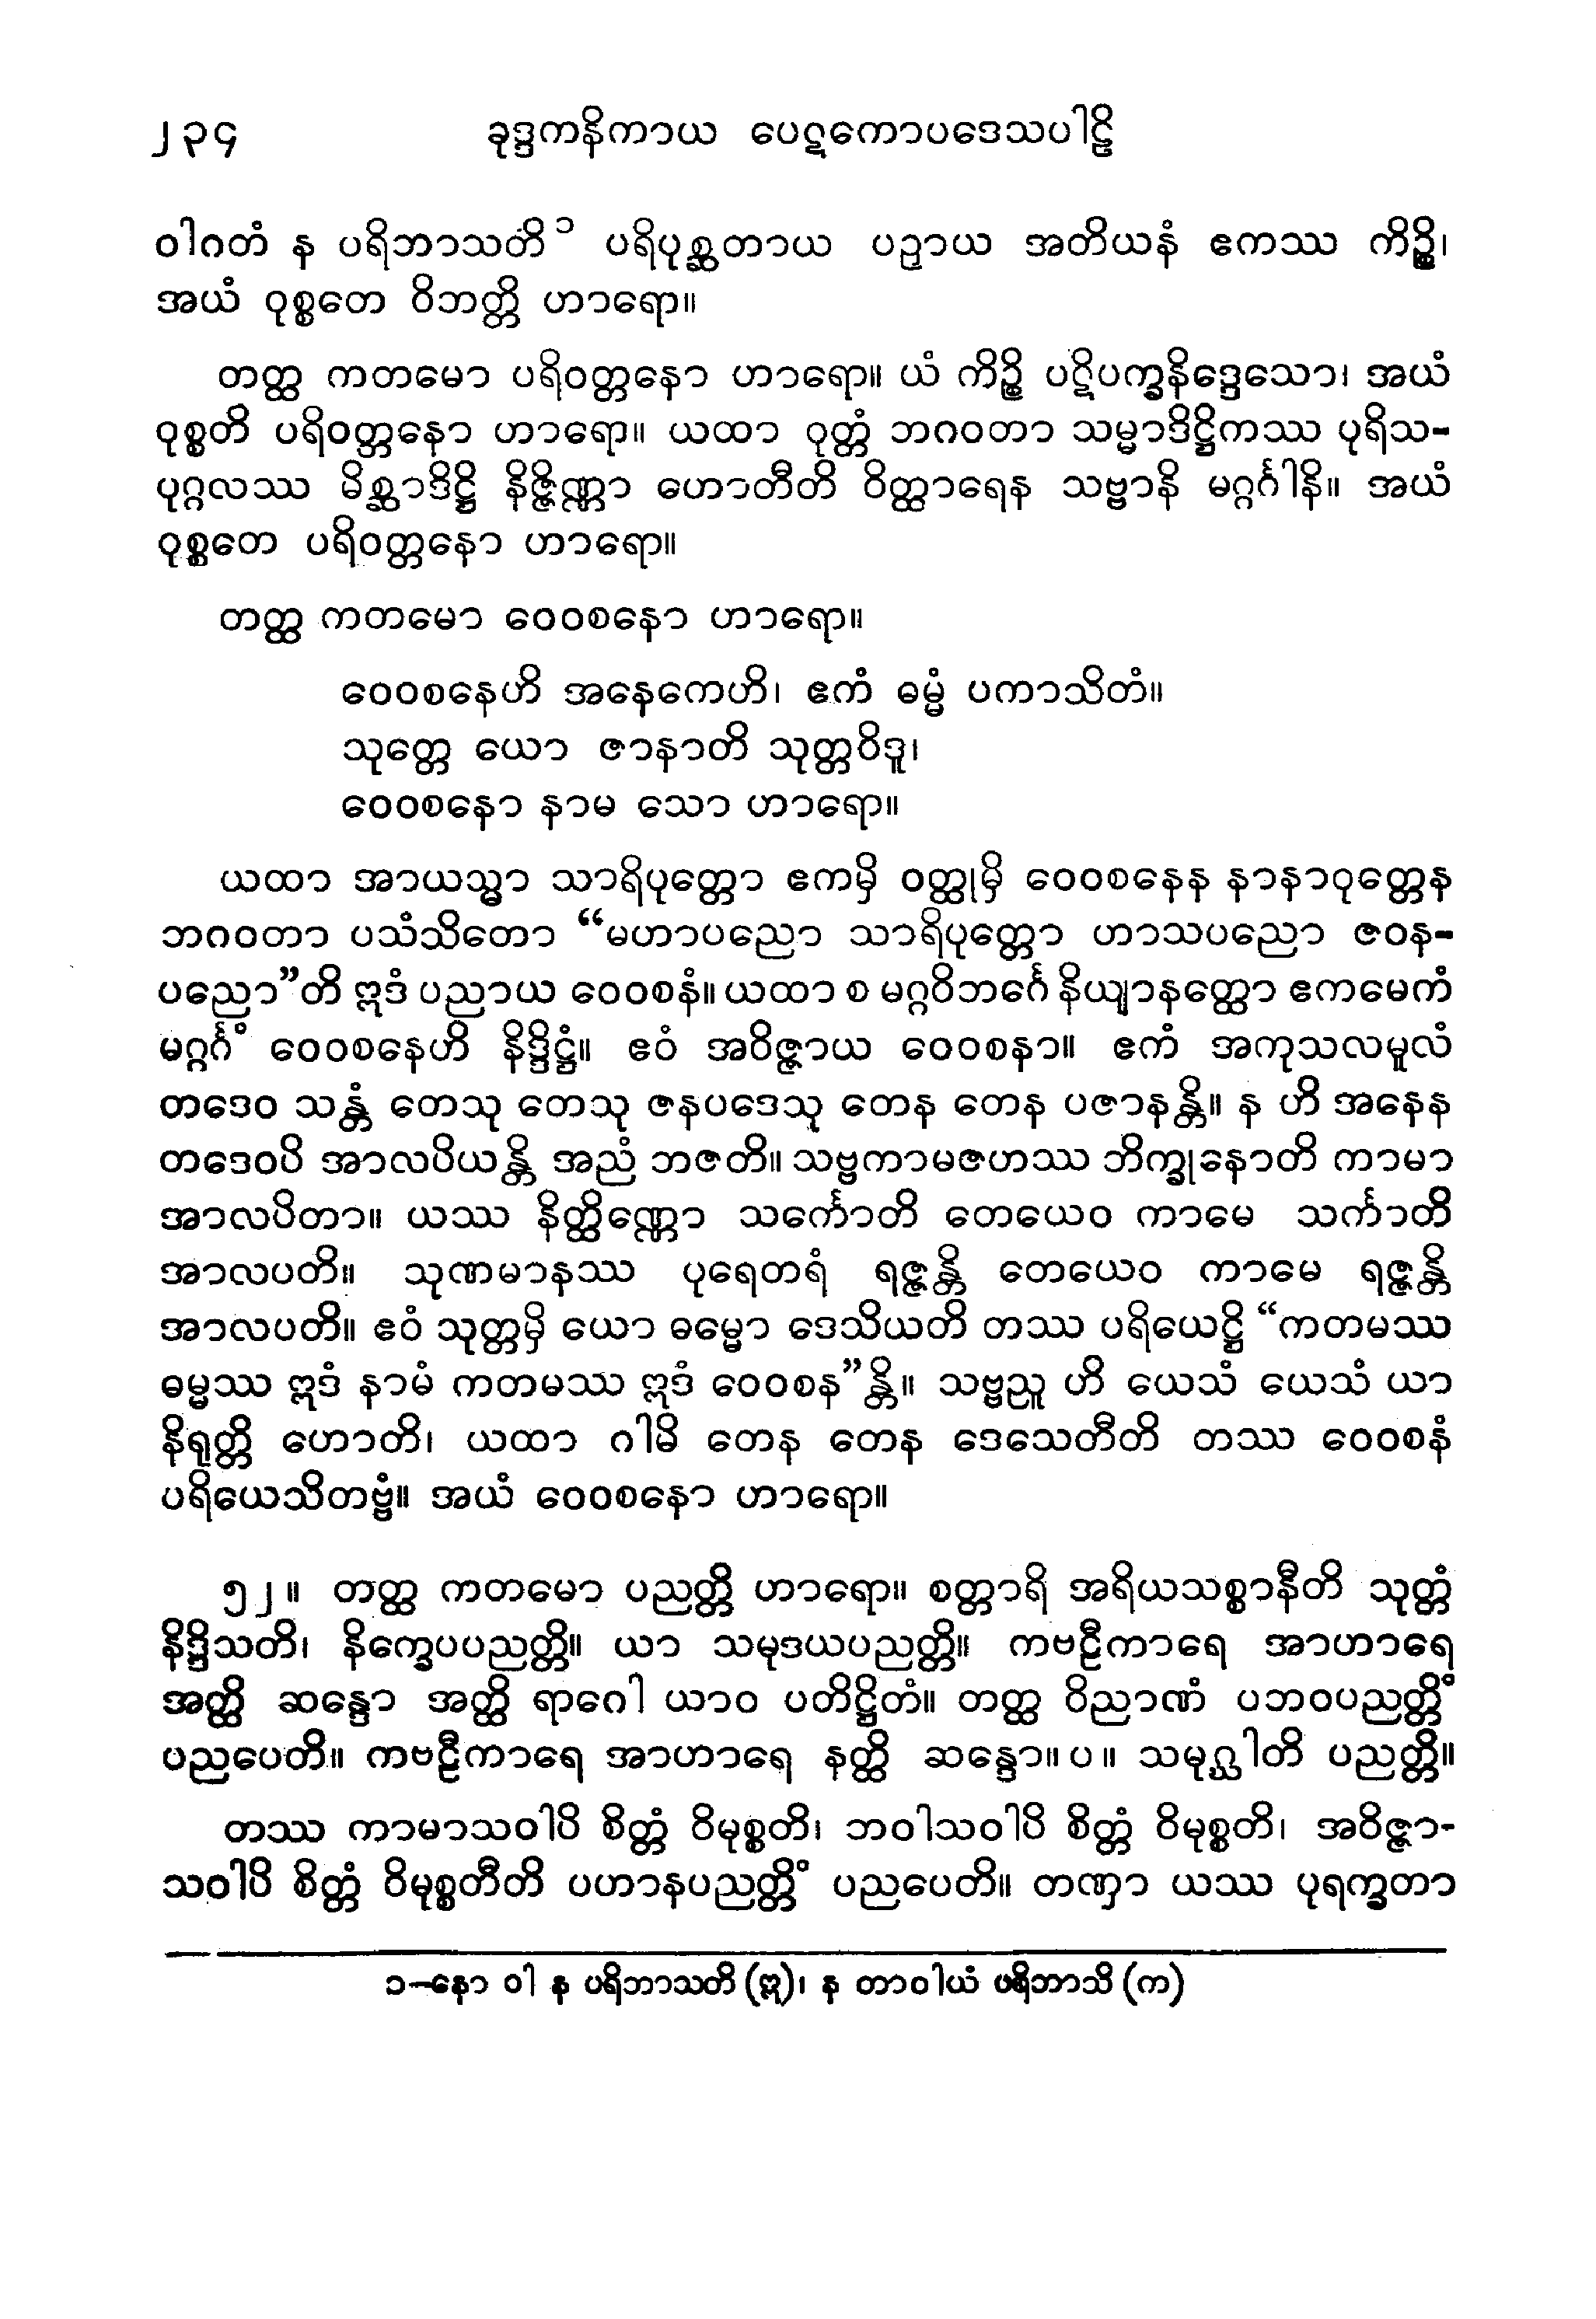 ၂၃၄ ခုဒ္ဒကနိကာယ ပေဋကောပဒေသပါဠိ
ဝါဂတံ န ပရိဘာသတိ ၁ ပရိပုစ္ဆတာယ ပဉှာယ အတိယနံ ဧကဿ ကိဉ္စိ၊
အယံ ဝုစ္စတေ ဝိဘတ္တိ ဟာရော။
တတ္ထ ကတမော ပရိဝတ္တနော ဟာရော။ ယံ ကိဉ္စိ ပဋိပက္ခနိဒ္ဒေသော၊ အယံ
ဝုစ္စတိ ပရိဝတ္တနော ဟာရော။ ယထာ ဝုတ္တံ ဘဂဝတာ သမ္မာဒိဋ္ဌိကဿ ပုရိသ-
ပုဂ္ဂလဿ မိစ္ဆာဒိဋ္ဌိ နိဇ္ဇိဏ္ဏာ ဟောတီတိ ဝိတ္ထာရေန သဗ္ဗာနိ မဂ္ဂင်္ဂါနိ။ အယံ
ဝုစ္စတေ ပရိဝတ္တနော ဟာရော။
တတ္ထ ကတမော ဝေဝစနော ဟာရော။
ဝေဝစနေဟိ အနေကေဟိ၊ ဧကံ ဓမ္မံ ပကာသိတံ။
သုတ္တေ ယော ဇာနာတိ သုတ္တဝိဒူ၊
ဝေဝစနော နာမ သော ဟာရော။
ယထာ အာယသ္မာ သာရိပုတ္တော ဧကမှိ ဝတ္ထုမှိ ဝေဝစနေန နာနာဝုတ္တေန
ဘဂဝတာ ပသံသိတော “မဟာပညော သာရိပုတ္တော ဟာသပညော ဇဝန-
ပညော”တိ ဣဒံ ပညာယ ဝေဝစနံ။ ယထာ စ မဂ္ဂဝိဘင်္ဂေ နိယျာနတ္ထော ဧကမေကံ
မဂ္ဂင်္ဂံ ဝေဝစနေဟိ နိဒ္ဒိဋ္ဌံ။ ဧဝံ အဝိဇ္ဇာယ ဝေဝစနာ။ ဧကံ အကုသလမူလံ
တဒေဝ သန္တံ တေသု တေသု ဇနပဒေသု တေန တေန ပဇာနန္တိ။ န ဟိ အနေန
တဒေဝပိ အာလပိယန္တိ အညံ ဘဇတိ။ သဗ္ဗကာမဇဟဿ ဘိက္ခုနောတိ ကာမာ
အာလပိတာ။ ယဿ နိတ္ထိဏ္ဏော သင်္ကောတိ တေယေဝ ကာမေ သင်္ကာတိ
အာလပတိ။ သုဏမာနဿ ပုရေတရံ ရဇ္ဇန္တိ တေယေဝ ကာမေ ရဇ္ဇန္တိ
အာလပတိ။ ဧဝံ သုတ္တမှိ ယော ဓမ္မော ဒေသိယတိ တဿ ပရိယေဋ္ဌိ “ကတမဿ
ဓမ္မဿ ဣဒံ နာမံ ကတမဿ ဣဒံ ဝေဝစန”န္တိ။ သဗ္ဗညူ ဟိ ယေသံ ယေသံ ယာ
နိရုတ္တိ ဟောတိ၊ ယထာ ဂါမိ တေန တေန ဒေသေတီတိ တဿ ဝေဝစနံ
ပရိယေသိတဗ္ဗံ။ အယံ ဝေဝစနော ဟာရော။
၅၂။ တတ္ထ ကတမော ပညတ္တိ ဟာရော။ စတ္တာရိ အရိယသစ္စာနီတိ သုတ္တံ
နိဒ္ဒိသတိ၊ နိက္ခေပပညတ္တိ။ ယာ သမုဒယပညတ္တိ။ ကဗဠီကာရေ အာဟာရေ
အတ္ထိ ဆန္ဒော အတ္ထိ ရာဂေါ ယာဝ ပတိဋ္ဌိတံ။ တတ္ထ ဝိညာဏံ ပဘဝပညတ္တိံ
ပညပေတိ။ ကဗဠီကာရေ အာဟာရေ နတ္ထိ ဆန္ဒော။ ပ ။ သမုဂ္ဃါတိ ပညတ္တိ။
တဿ ကာမာသဝါပိ စိတ္တံ ဝိမုစ္စတိ၊ ဘဝါသဝါပိ စိတ္တံ ဝိမုစ္စတိ၊ အဝိဇ္ဇာ-
သဝါပိ စိတ္တံ ဝိမုစ္စတီတိ ပဟာနပညတ္တိံ ပညပေတိ။ တဏှာ ယဿ ပုရက္ခတာ
၁-နော ဝါ န ပရိဘာသတိ (ဣ)၊ န တာဝါယံ ပရိဘာသိ (က)